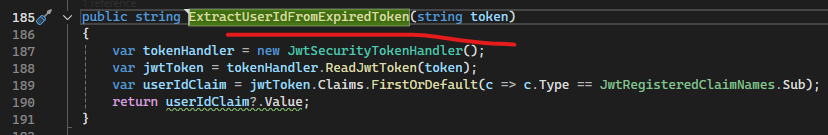 1 reference
185 public string ExtractUserIdFromExpiredToken(string token)
186 {
187 var tokenHandler = new JwtSecurityTokenHandler();
188 var jwtToken = tokenHandler.ReadJwtToken(token);
189 var userIdClaim = jwtToken.Claims.FirstOrDefault(c => c.Type == JwtRegisteredClaimNames.Sub);
190 return userIdClaim?.Value;
191 }